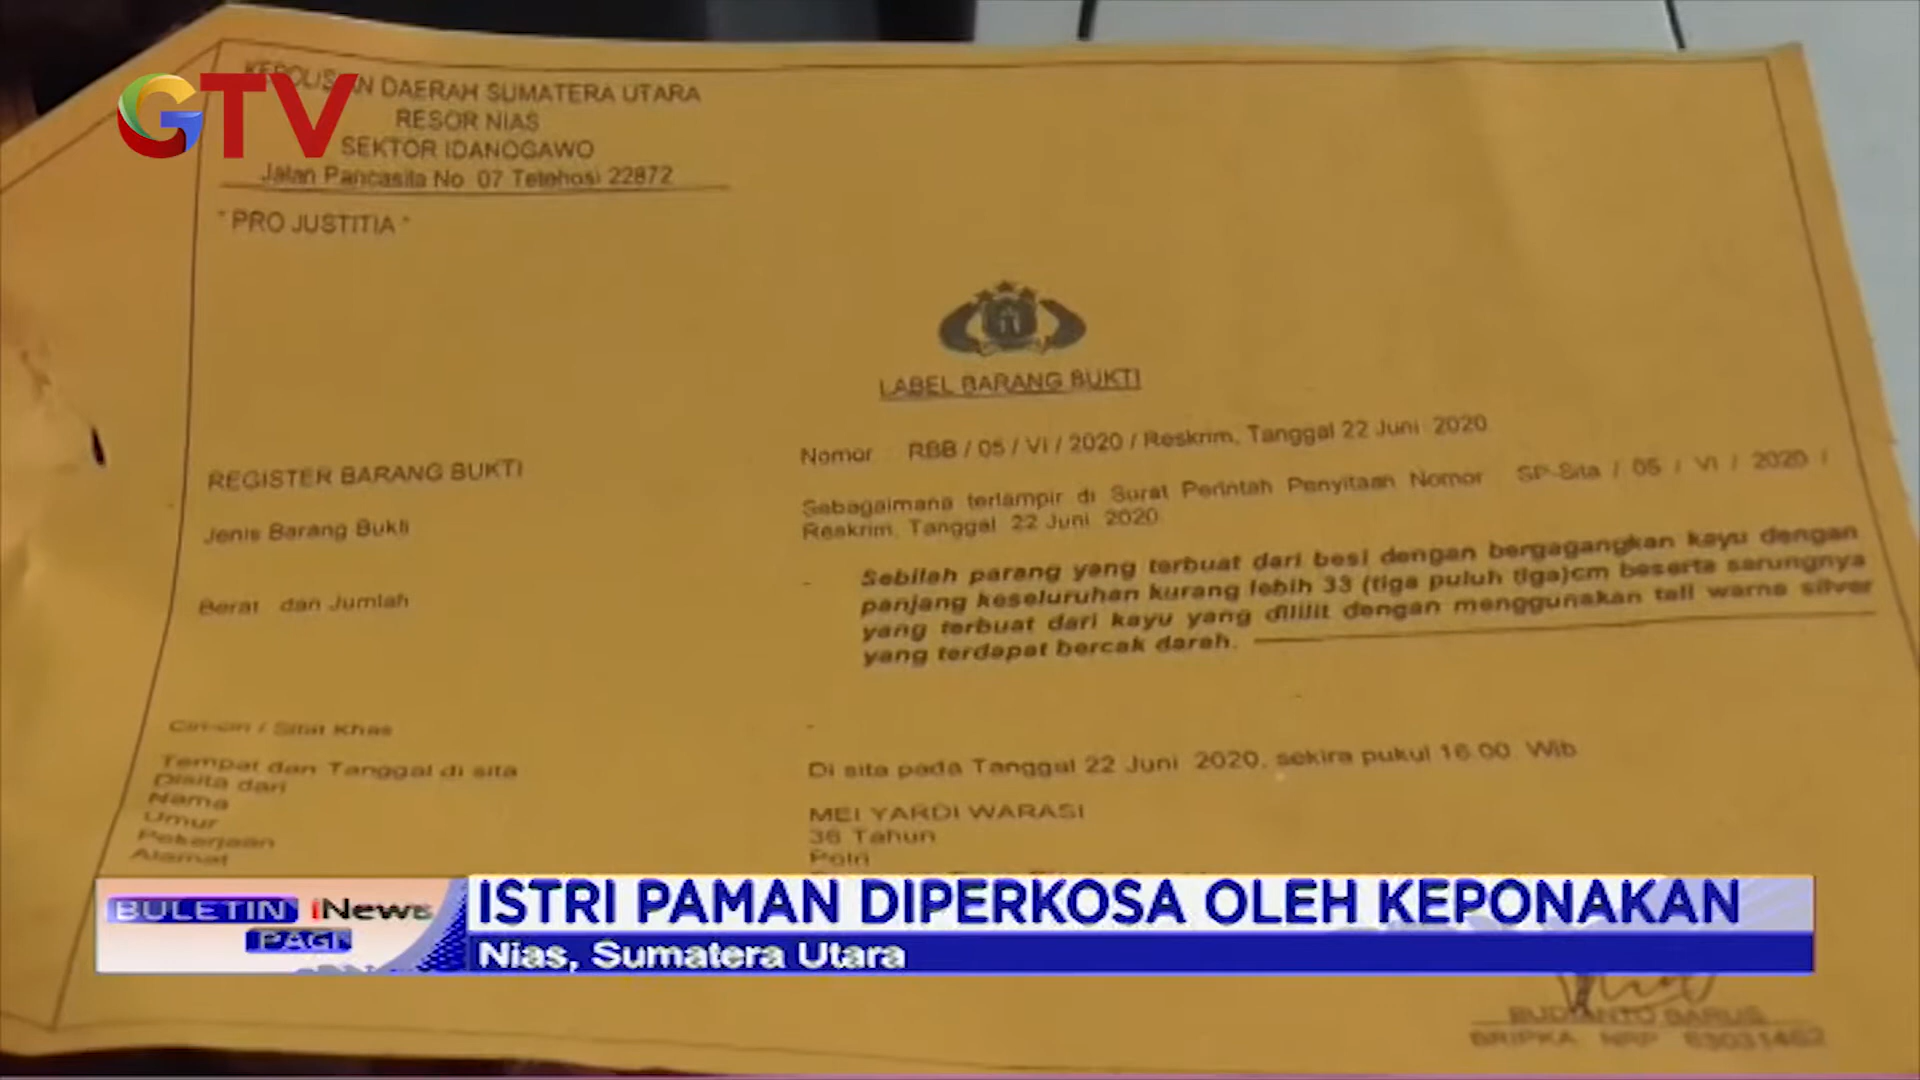 GTV
KEPOLISAN DAERAH SUMATERA UTARA
RESOR NIAS
SEKTOR IDANOGAWO
Jalan Pancasila No 07 Tetehosi 22872
"PRO JUSTITIA"
LABEL BARANG BUKTI
REGISTER BARANG BUKTI
Nomor : RBB / 05 / VI / 2020 / Reskrim, Tanggal 22 Juni 2020
Jenis Barang Bukti
Sebagaimana terlampir di Surat Perintah Penyitaan Nomor : SP-Sita / 05 / VI / 2020 /
Reskrim, Tanggal 22 Juni 2020
Berat dan Jumlah
- Sebilah parang yang terbuat dari besi dengan bergagangkan kayu dengan
panjang keseluruhan kurang lebih 33 (tiga puluh tiga)cm beserta sarungnya
yang terbuat dari kayu yang dililit dengan menggunakan tali warna silver
yang terdapat bercak darah.
Ciri-ciri / Sifat Khas
-
Tempat dan Tanggal di sita
Di sita pada Tanggal 22 Juni 2020, sekira pukul 16.00 Wib
Disita dari
Nama
MEI YARDI WARASI
Umur
36 Tahun
Pekerjaan
Polri
Alamat
BULETIN iNews
PAGI
ISTRI PAMAN DIPERKOSA OLEH KEPONAKAN
Nias, Sumatera Utara
BUDIANTO BARUS
BRIPKA NRP 83031462